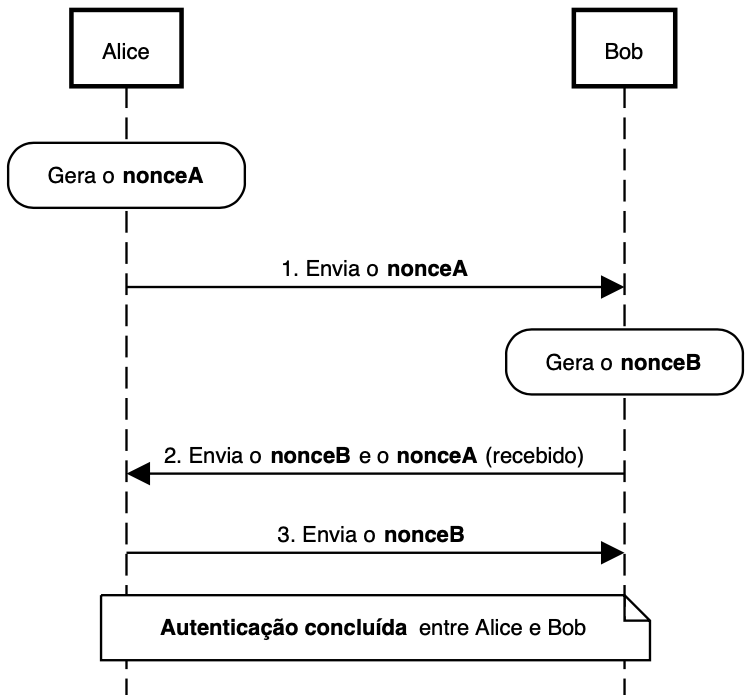 Alice
Bob
Gera o nonceA
1. Envia o nonceA
Gera o nonceB
2. Envia o nonceB e o nonceA (recebido)
3. Envia o nonceB
Autenticação concluída entre Alice e Bob